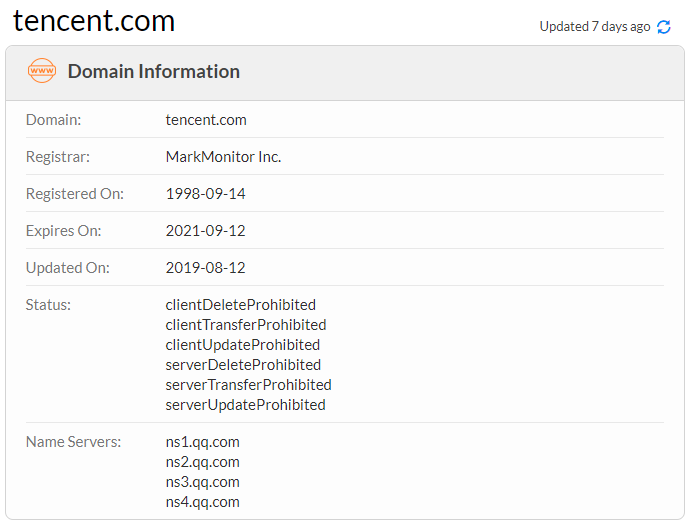 tencent.com
Updated 7 days ago
www
Domain Information
Domain: tencent.com
Registrar: MarkMonitor Inc.
Registered On: 1998-09-14
Expires On: 2021-09-12
Updated On: 2019-08-12
Status: clientDeleteProhibited
clientTransferProhibited
clientUpdateProhibited
serverDeleteProhibited
serverTransferProhibited
serverUpdateProhibited
Name Servers: ns1.qq.com
ns2.qq.com
ns3.qq.com
ns4.qq.com